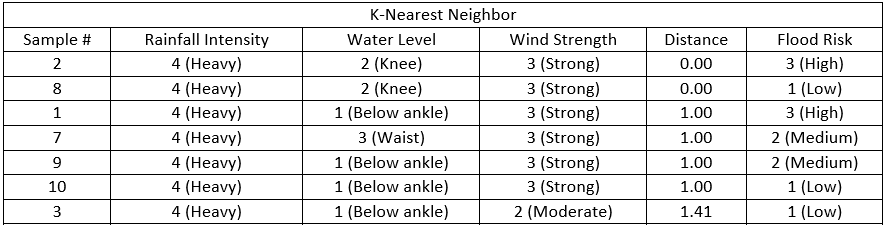 K-Nearest Neighbor
Sample # Rainfall Intensity Water Level Wind Strength Distance Flood Risk
2 4 (Heavy) 2 (Knee) 3 (Strong) 0.00 3 (High)
8 4 (Heavy) 2 (Knee) 3 (Strong) 0.00 1 (Low)
1 4 (Heavy) 1 (Below ankle) 3 (Strong) 1.00 3 (High)
7 4 (Heavy) 3 (Waist) 3 (Strong) 1.00 2 (Medium)
9 4 (Heavy) 1 (Below ankle) 3 (Strong) 1.00 2 (Medium)
10 4 (Heavy) 1 (Below ankle) 3 (Strong) 1.00 1 (Low)
3 4 (Heavy) 1 (Below ankle) 2 (Moderate) 1.41 1 (Low)